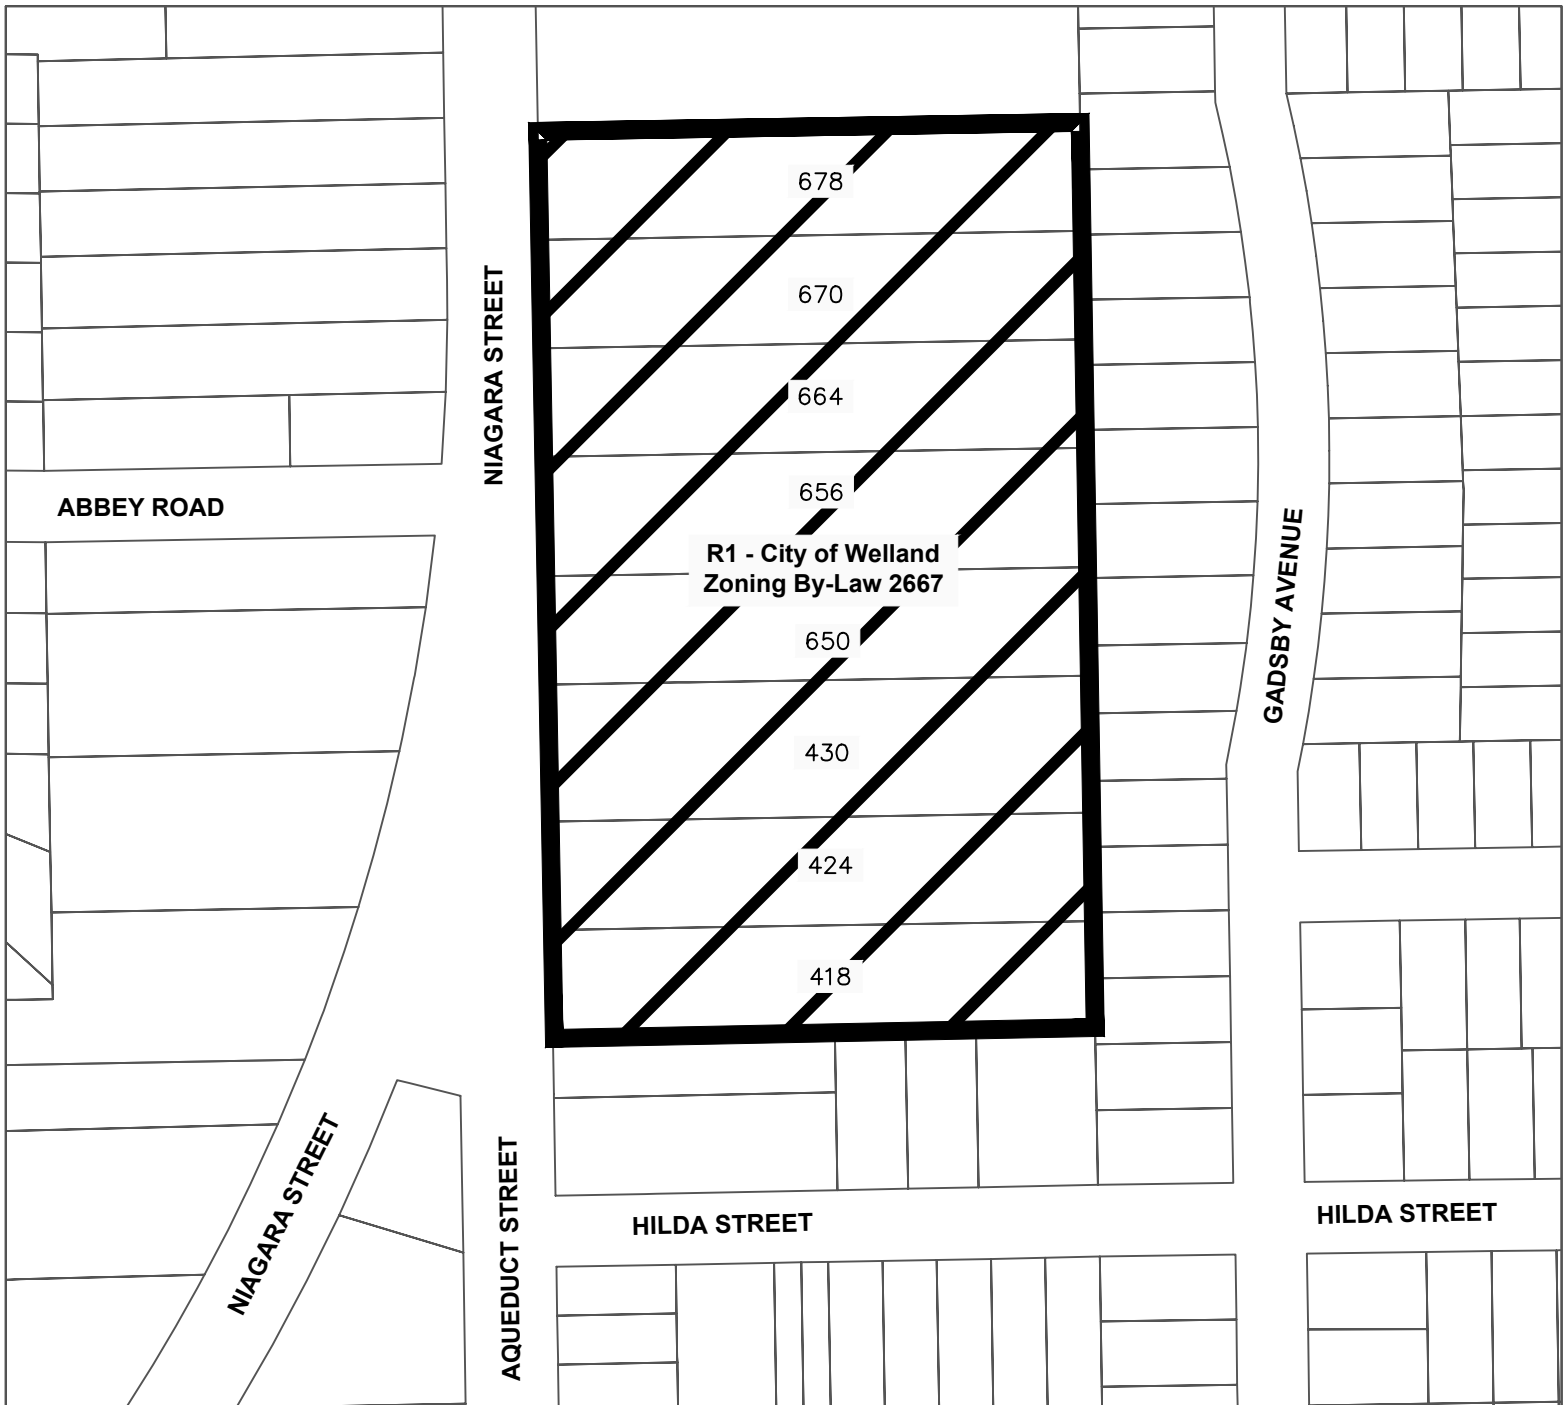 678
670
NIAGARA STREET
664
656
ABBEY ROAD
R1 - City of Welland
Zoning By-Law 2667
GADSBY AVENUE
650
430
424
418
NIAGARA STREET
AQUEDUCT STREET
HILDA STREET
HILDA STREET